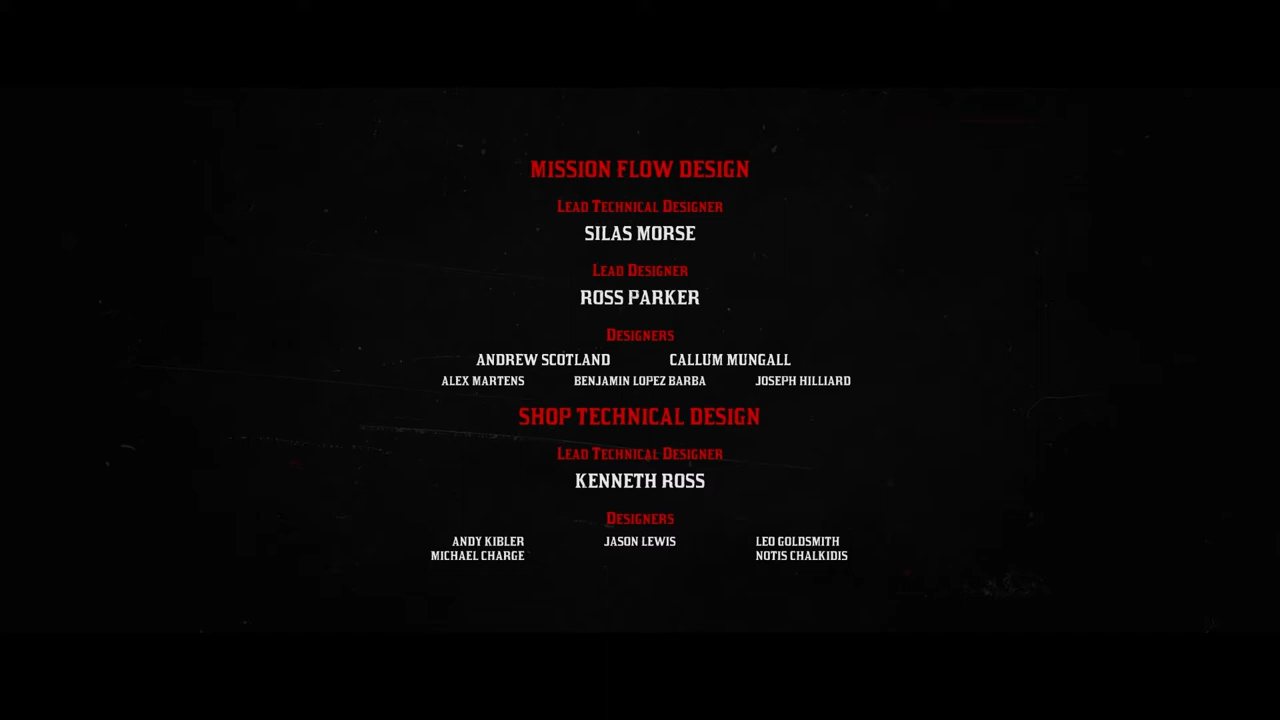 MISSION FLOW DESIGN
LEAD TECHNICAL DESIGNER
SILAS MORSE
LEAD DESIGNER
ROSS PARKER
DESIGNERS
ANDREW SCOTLAND CALLUM MUNGALL
ALEX MARTENS BENJAMIN LOPEZ BARBA JOSEPH HILLIARD
SHOP TECHNICAL DESIGN
LEAD TECHNICAL DESIGNER
KENNETH ROSS
DESIGNERS
ANDY KIBLER JASON LEWIS LEO GOLDSMITH
MICHAEL CHARGE NOTIS CHALKIDIS